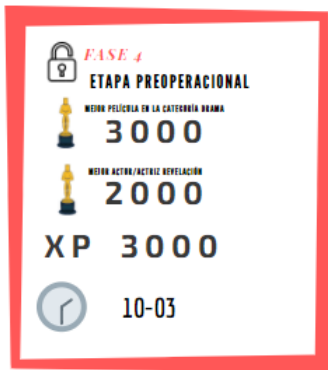 FASE 4
ETAPA PREOPERACIONAL
MEJOR PELÍCULA EN LA CATEGORÍA DRAMA
3000
MEJOR ACTOR/ACTRIZ REVELACIÓN
2000
XP 3000
10-03